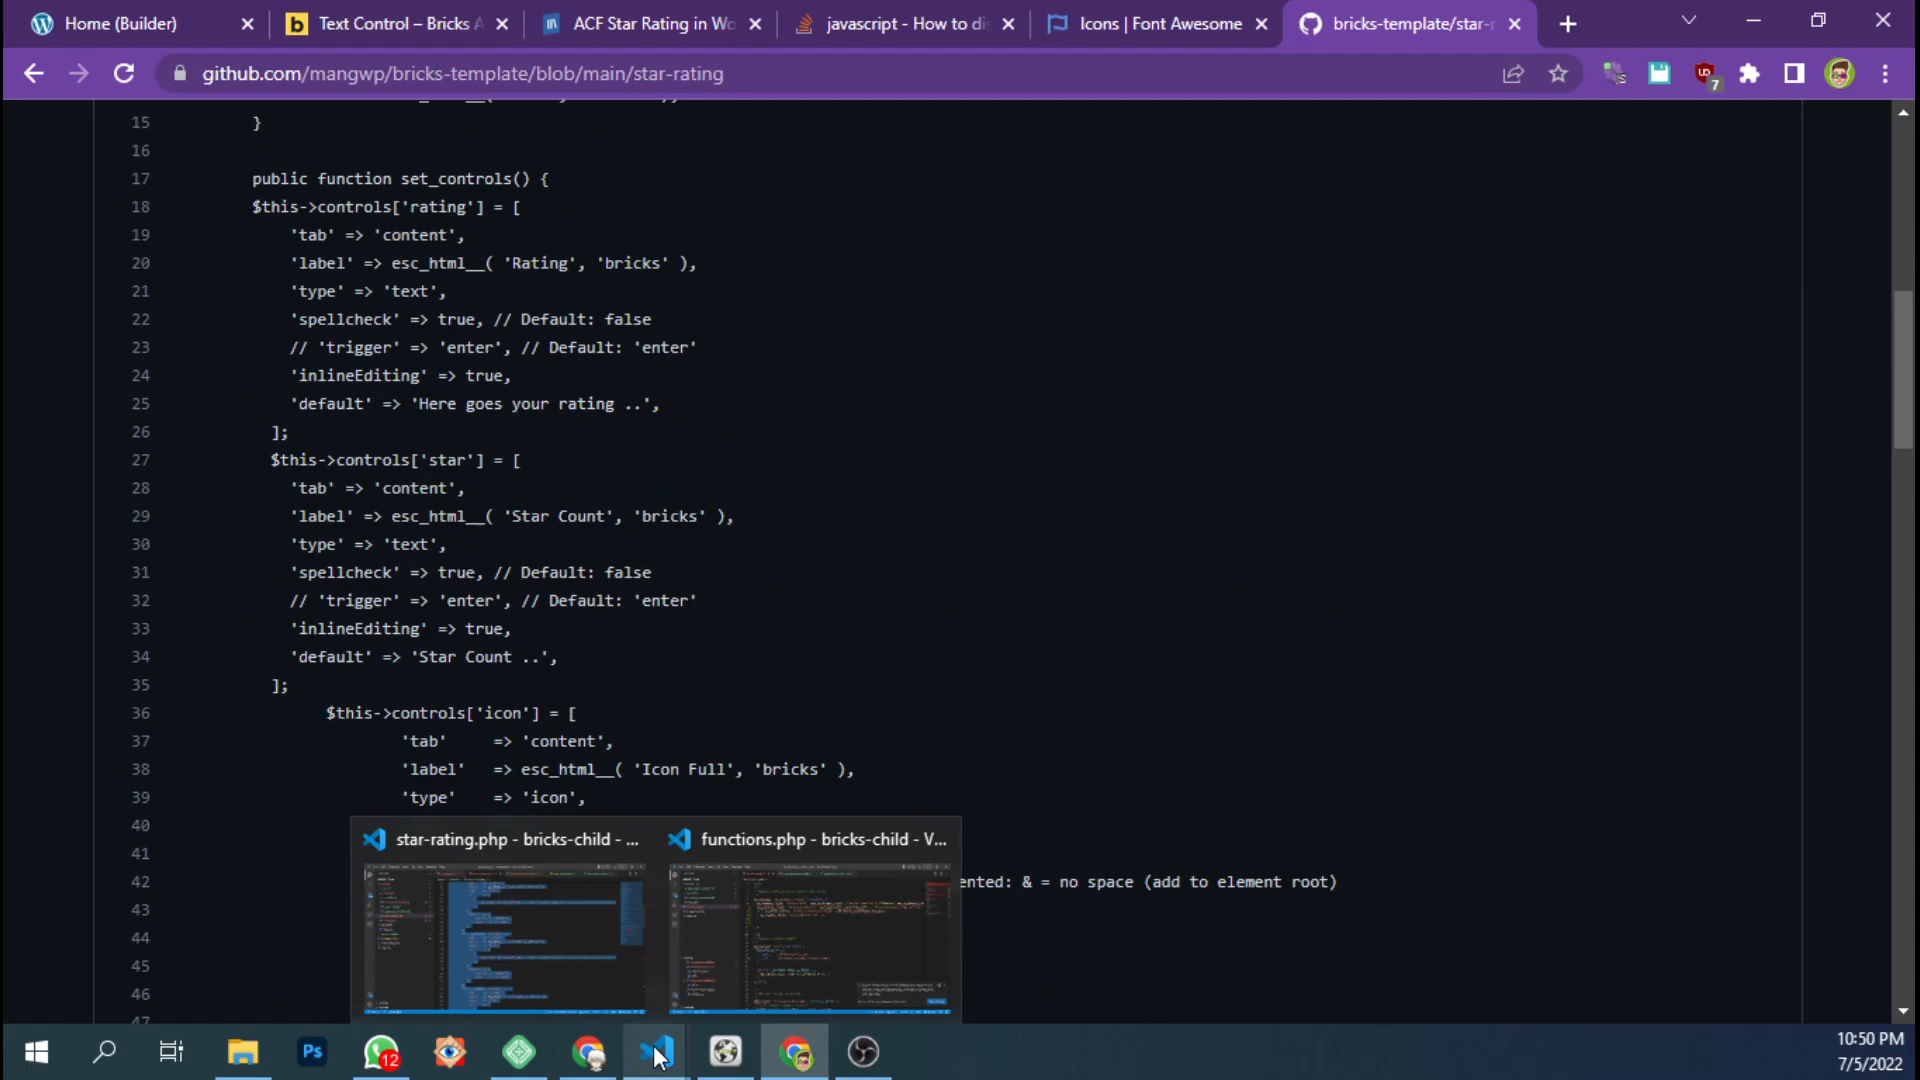 Home (Builder)
Text Control – Bricks A
ACF Star Rating in Wo
javascript - How to di
Icons | Font Awesome
bricks-template/star-r
github.com/mangwp/bricks-template/blob/main/star-rating
7
15 }
16
17 public function set_controls() {
18 $this->controls['rating'] = [
19 'tab' => 'content',
20 'label' => esc_html__( 'Rating', 'bricks' ),
21 'type' => 'text',
22 'spellcheck' => true, // Default: false
23 // 'trigger' => 'enter', // Default: 'enter'
24 'inlineEditing' => true,
25 'default' => 'Here goes your rating ..',
26 ];
27 $this->controls['star'] = [
28 'tab' => 'content',
29 'label' => esc_html__( 'Star Count', 'bricks' ),
30 'type' => 'text',
31 'spellcheck' => true, // Default: false
32 // 'trigger' => 'enter', // Default: 'enter'
33 'inlineEditing' => true,
34 'default' => 'Star Count ..',
35 ];
36 $this->controls['icon'] = [
37 'tab' => 'content',
38 'label' => esc_html__( 'Icon Full', 'bricks' ),
39 'type' => 'icon',
40
41
42 ented: & = no space (add to element root)
43
44
45
46
47
star-rating.php - bricks-child - ...
functions.php - bricks-child - V...
Ps
12
10:50 PM
7/5/2022